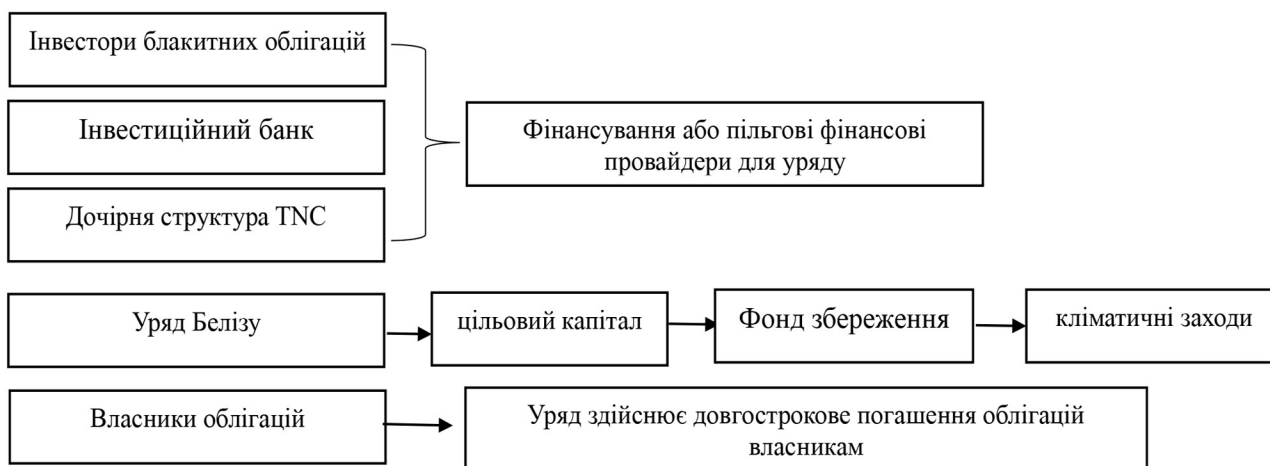 Інвестори блакитних облігацій
Інвестиційний банк
Дочірня структура TNC
Фінансування або пільгові фінансові
провайдери для уряду
Уряд Белізу
цільовий капітал
Фонд збереження
кліматичні заходи
Власники облігацій
Уряд здійснює довгострокове погашення облігацій
власникам